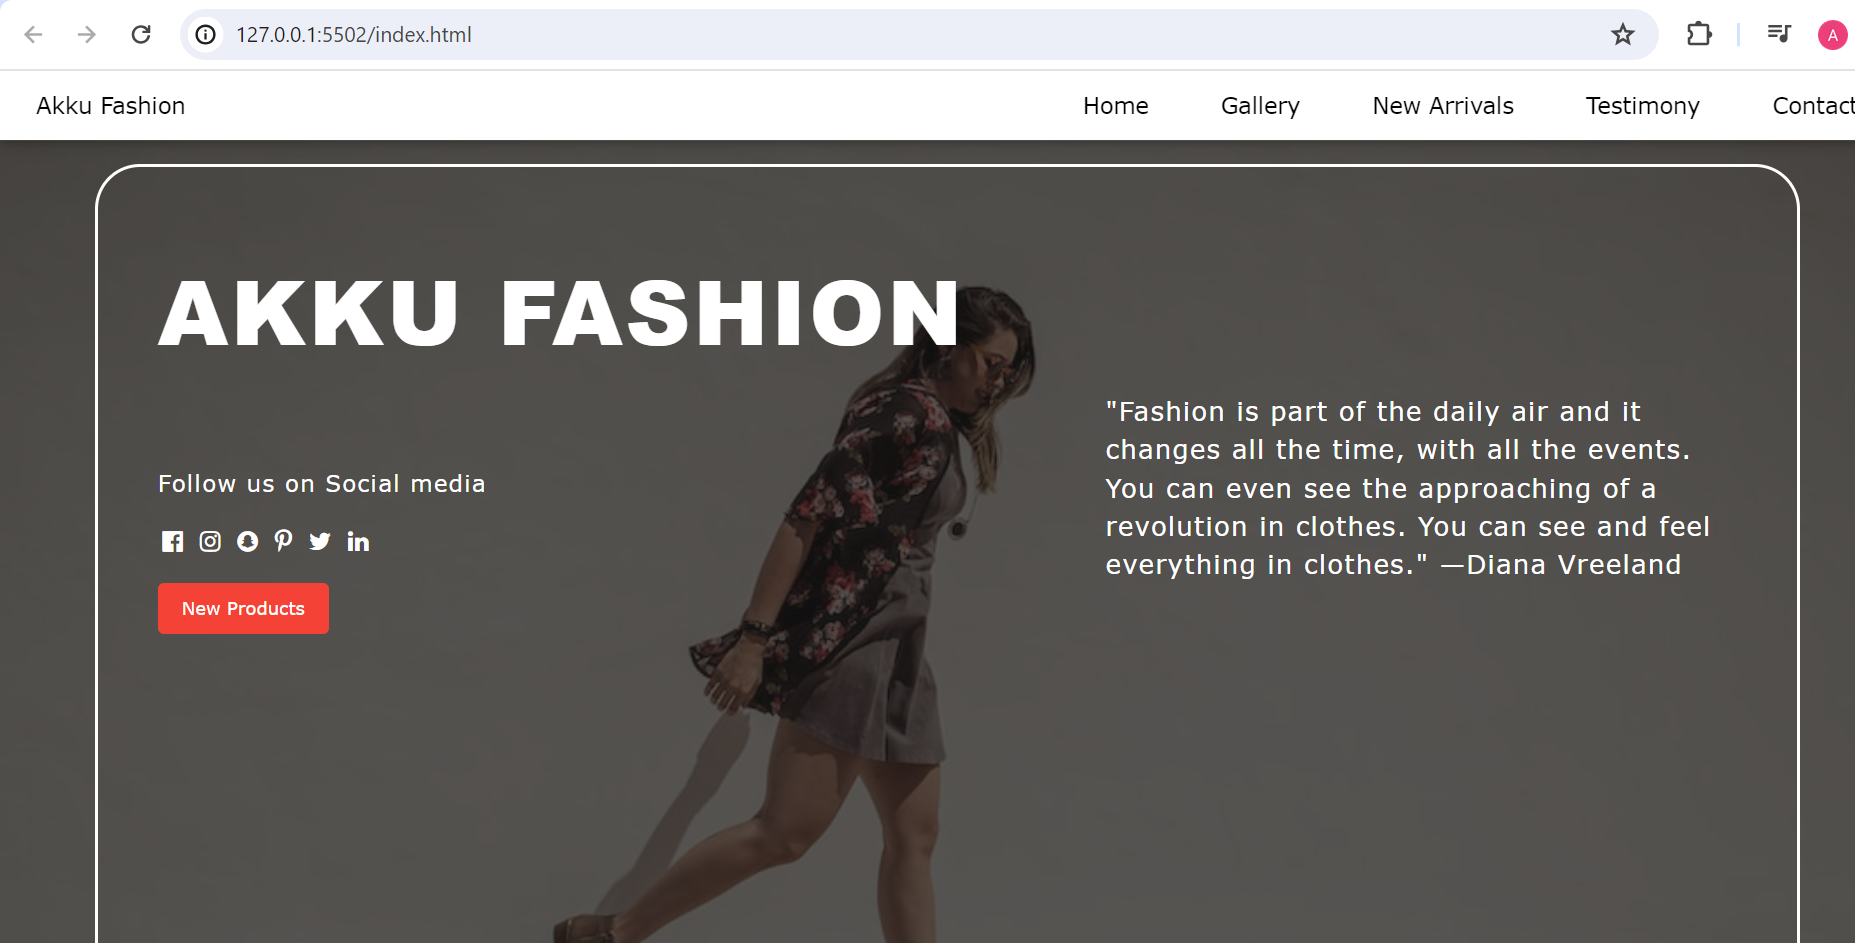 127.0.0.1:5502/index.html
A
Akku Fashion
Home
Gallery
New Arrivals
Testimony
Contact
AKKU FASHION
"Fashion is part of the daily air and it
changes all the time, with all the events.
You can even see the approaching of a
revolution in clothes. You can see and feel
everything in clothes." —Diana Vreeland
Follow us on Social media
New Products